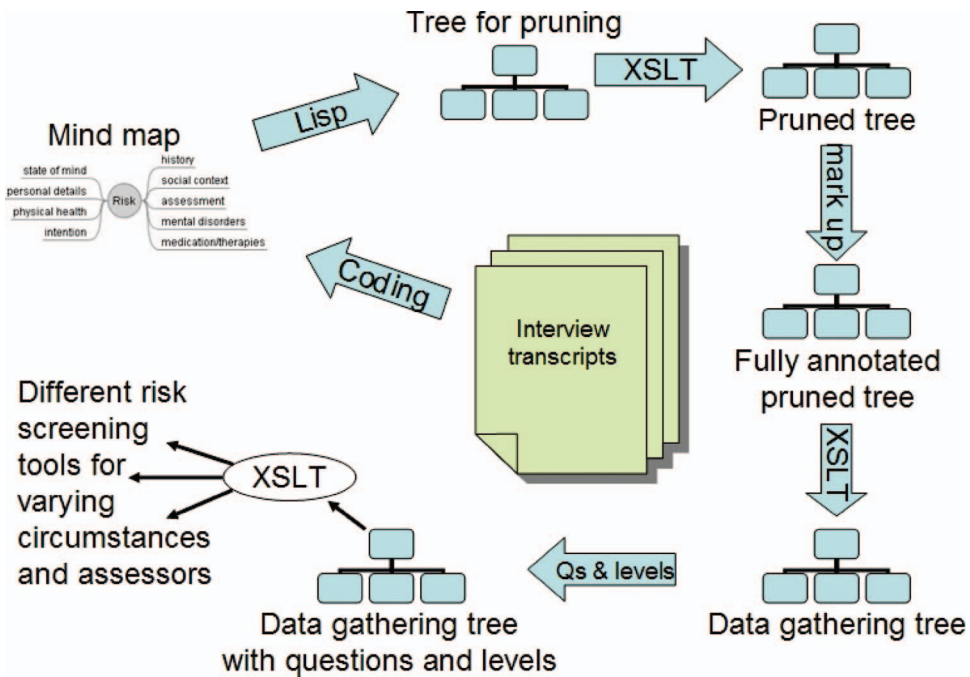 Tree for pruning
XSLT
Lisp
Mind map
Pruned tree
history
state of mind
social context
personal details
Risk
assessment
physical health
mental disorders
intention
medication/therapies
mark up
Coding
Interview
transcripts
Fully annotated
pruned tree
Different risk
screening
tools for
varying
circumstances
and assessors
XSLT
XSLT
Qs & levels
Data gathering tree
with questions and levels
Data gathering tree